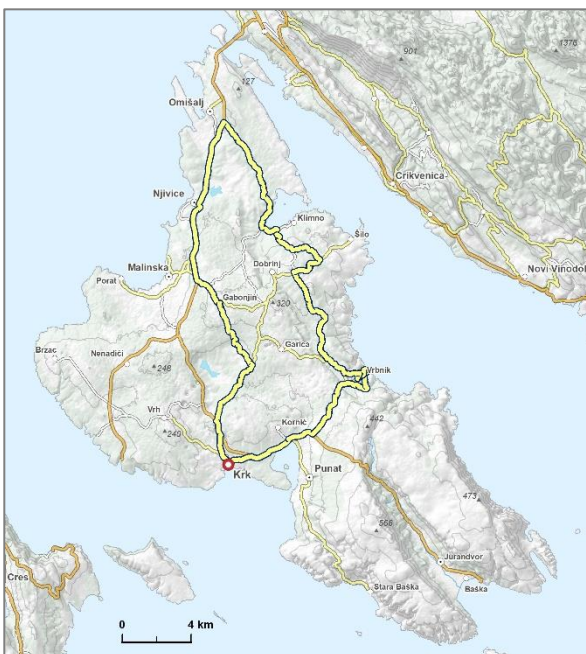 1376
901
127
Omišalj
Crikvenica
Njivice
Klimno
Šilo
Novi Vinodol
Dobrinj
Malinska
Porat
Gabonjin
320
Brzac
Nenadići
248
Garica
Vrbnik
Vrh
249
Kornić
442
Krk
Punat
473
568
Jurandvor
Cres
Stara Baška
Baška
0 4 km